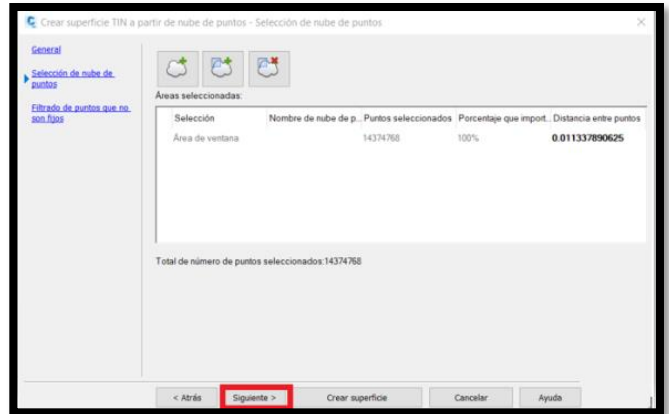 Crear superficie TIN a partir de nube de puntos - Selección de nube de puntos
General
Selección de nube de
puntos
Filtrado de puntos que no
son fijos
Áreas seleccionadas:
Selección Nombre de nube de p... Puntos seleccionados Porcentaje que import... Distancia entre puntos
Área de ventana 14374768 100% 0.011337890625
Total de número de puntos seleccionados:14374768
< Atrás Siguiente > Crear superficie Cancelar Ayuda